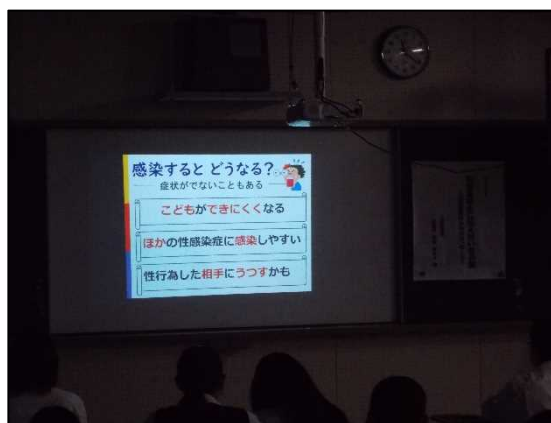 感染すると どうなる?
症状がでないこともある
こどもができにくくなる
ほかの性感染症に感染しやすい
性行為した相手にうつすかも